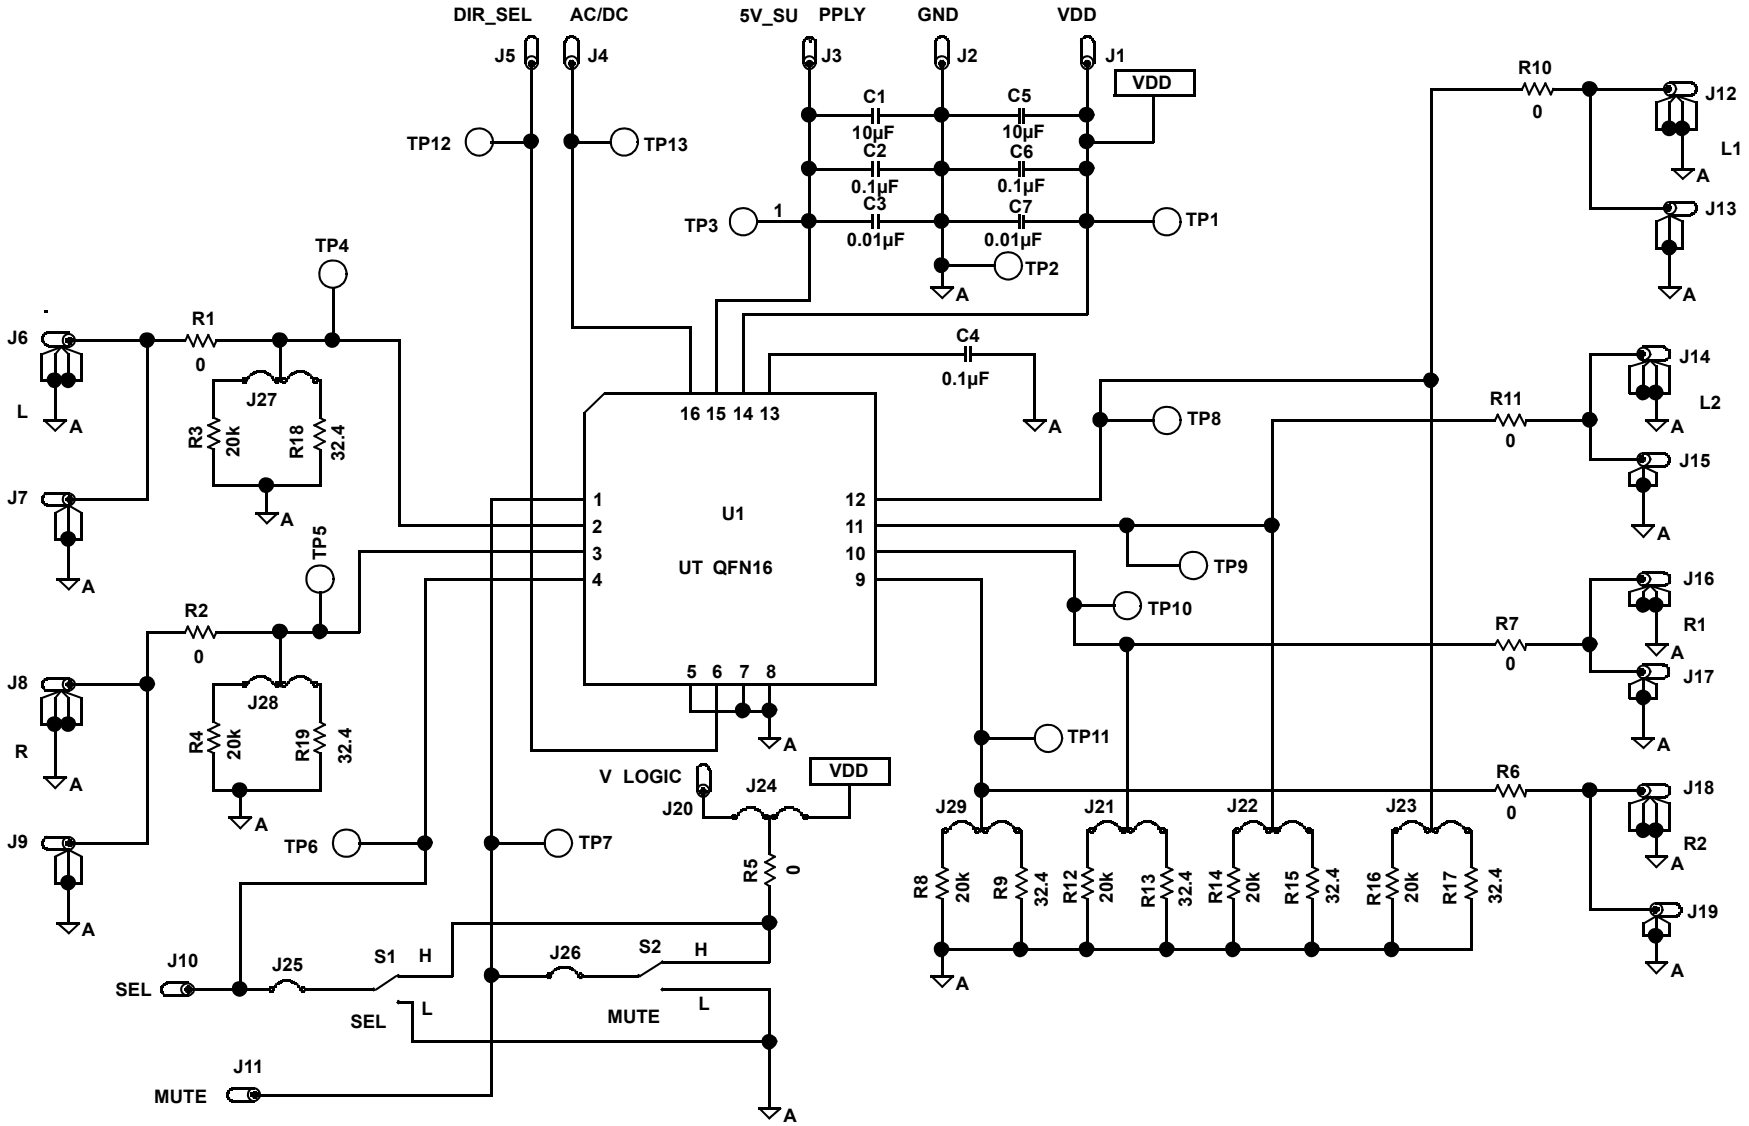 DIR_SEL AC/DC 5V_SU PPLY GND VDD
J5 J4 J3 J2 J1
VDD
R10
0
J12
L1
A
J13
A
C1
10µF
C5
10µF
TP12 TP13
C2
0.1µF
C6
0.1µF
TP3 1
C3
0.01µF
C7
0.01µF
TP1
TP2
A
TP4
J6
R1
0
L
A
J27
R3
20k
R18
32.4
A
J7
A
C4
0.1µF
A
16 15 14 13
TP8
R11
0
J14
L2
A
J15
A
1
2
3
4
U1
UT QFN16
12
11
10
9
TP9
TP10
5 6 7 8
A
TP5
R2
0
J8
R
A
J28
R4
20k
R19
32.4
A
J9
A
R7
0
J16
R1
A
J17
A
TP11
R6
0
J18
R2
A
J19
A
V LOGIC
J20
J24
VDD
R5
0
TP6
TP7
J29 J21 J22 J23
R8
20k
R9
32.4
R12
20k
R13
32.4
R14
20k
R15
32.4
R16
20k
R17
32.4
A
J10
SEL
J25
S1
H
L
SEL
J26
S2
H
L
MUTE
J11
MUTE
A